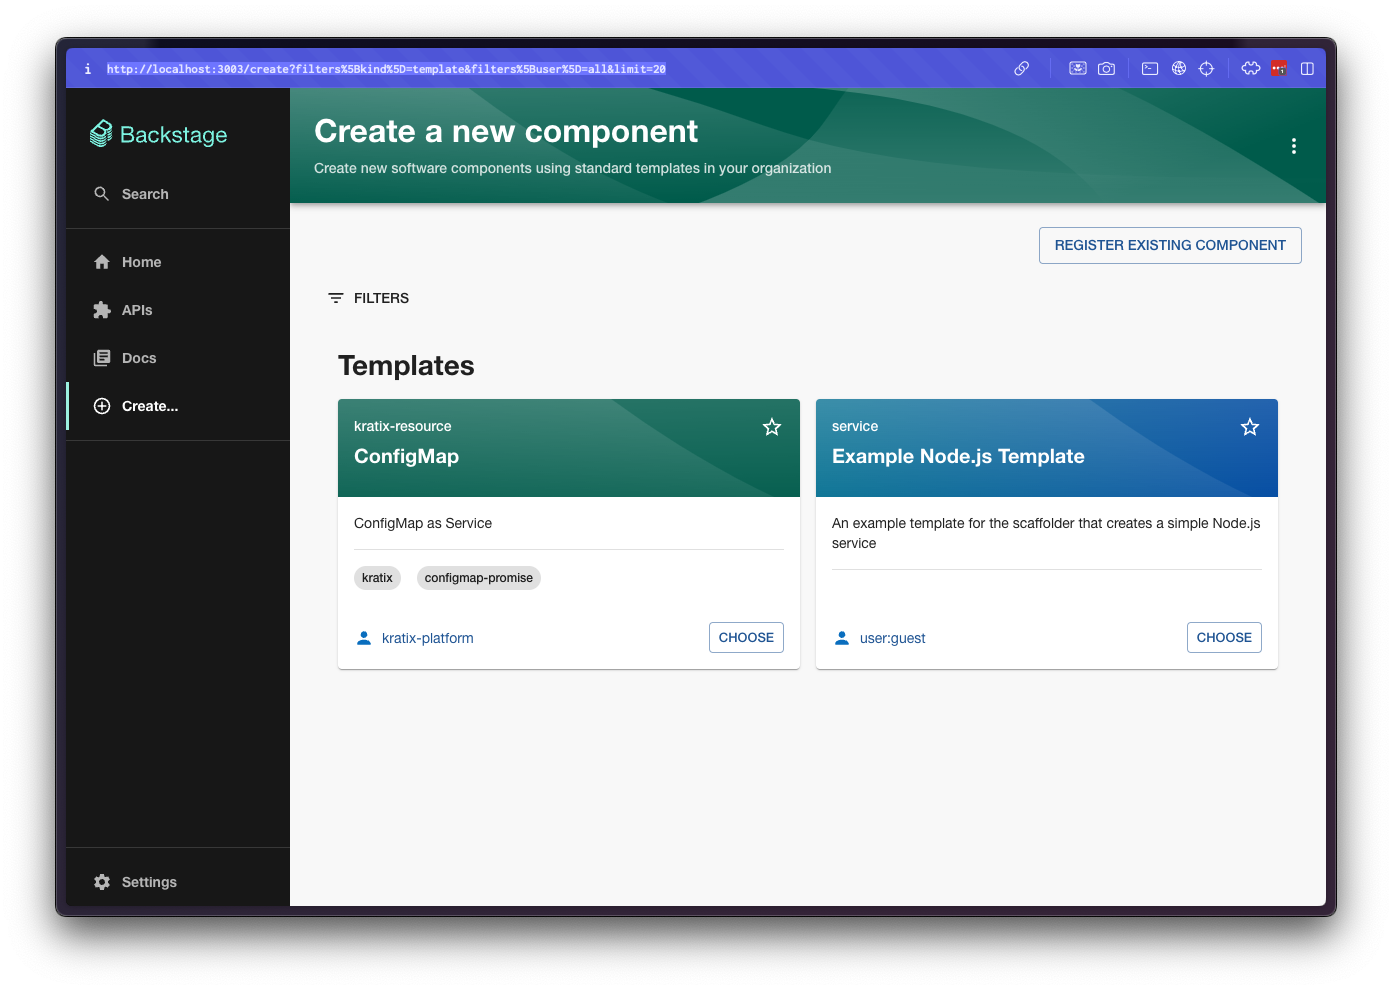 http://localhost:3003/create?filters%5Bkind%5D=template&filters%5Buser%5D=all&limit=20
Backstage
Search
Home
APIs
Docs
Create...
Settings
Create a new component
Create new software components using standard templates in your organization
REGISTER EXISTING COMPONENT
FILTERS
Templates
kratix-resource
ConfigMap
ConfigMap as Service
kratix configmap-promise
kratix-platform CHOOSE
service
Example Node.js Template
An example template for the scaffolder that creates a simple Node.js
service
user:guest CHOOSE